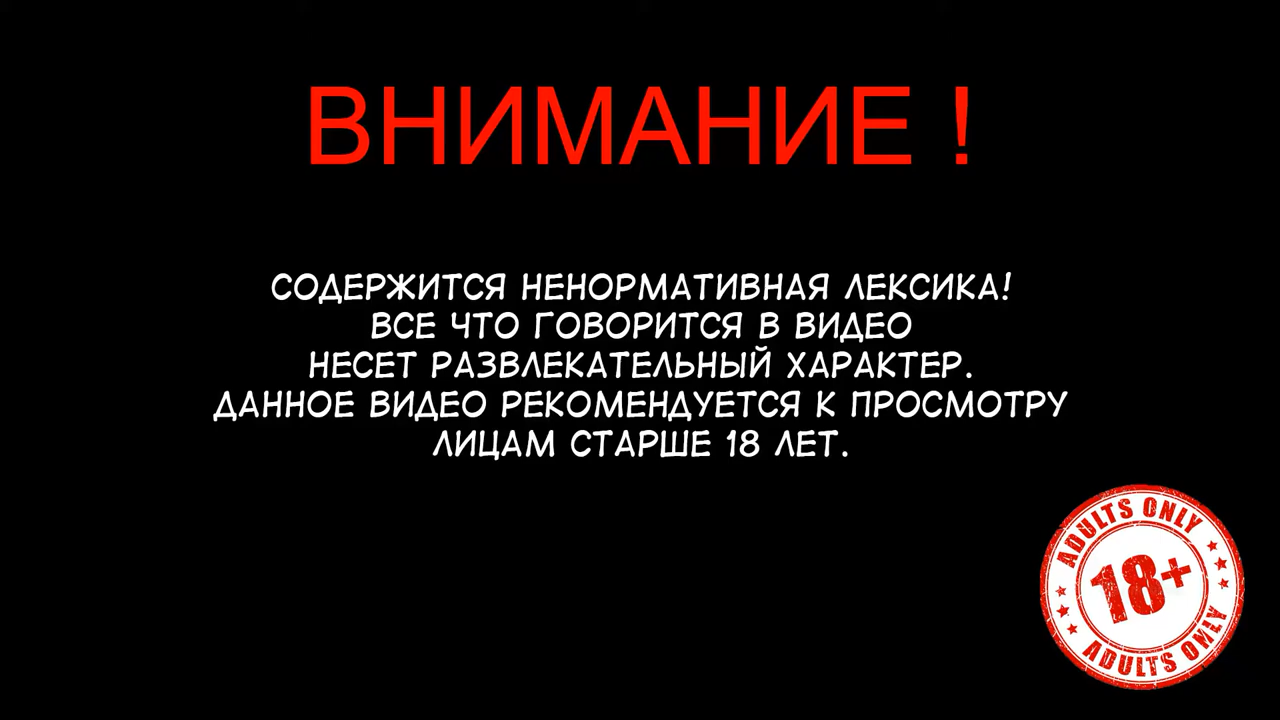 ВНИМАНИЕ !
СОДЕРЖИТСЯ НЕНОРМАТИВНАЯ ЛЕКСИКА!
ВСЕ ЧТО ГОВОРИТСЯ В ВИДЕО
НЕСЕТ РАЗВЛЕКАТЕЛЬНЫЙ ХАРАКТЕР.
ДАННОЕ ВИДЕО РЕКОМЕНДУЕТСЯ К ПРОСМОТРУ
ЛИЦАМ СТАРШЕ 18 ЛЕТ.
ADULTS ONLY
18+
ADULTS ONLY